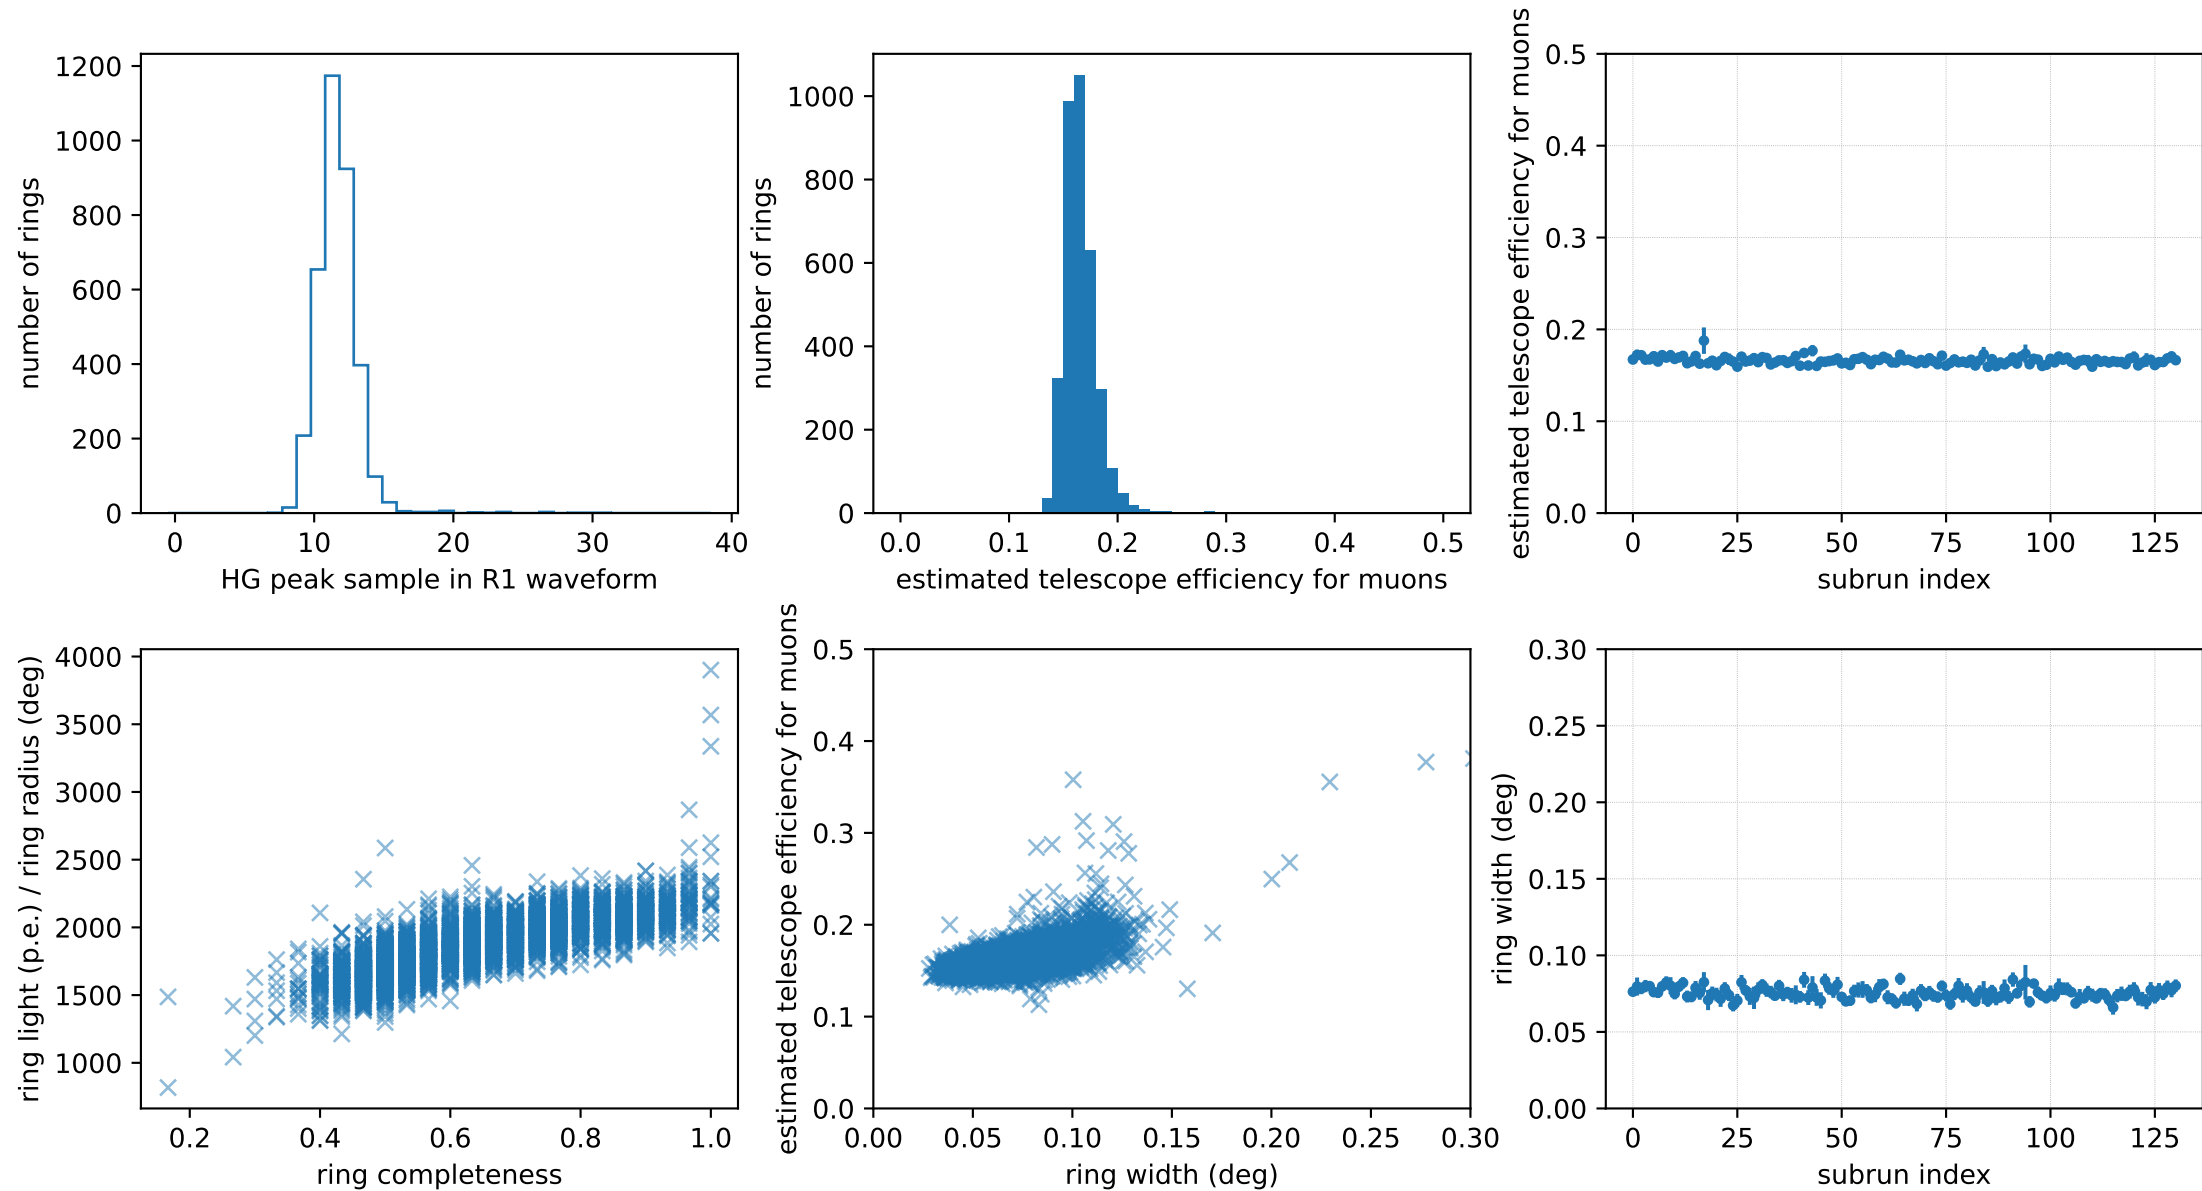 number of rings
1200
1000
800
600
400
200
0
0 10 20 30 40
HG peak sample in R1 waveform
number of rings
1000
800
600
400
200
0
0.0 0.1 0.2 0.3 0.4 0.5
estimated telescope efficiency for muons
estimated telescope efficiency for muons
0.5
0.4
0.3
0.2
0.1
0.0
0 25 50 75 100 125
subrun index
ring light (p.e.) / ring radius (deg)
4000
3500
3000
2500
2000
1500
1000
0.2 0.4 0.6 0.8 1.0
ring completeness
estimated telescope efficiency for muons
0.5
0.4
0.3
0.2
0.1
0.0
0.00 0.05 0.10 0.15 0.20 0.25 0.30
ring width (deg)
ring width (deg)
0.30
0.25
0.20
0.15
0.10
0.05
0.00
0 25 50 75 100 125
subrun index